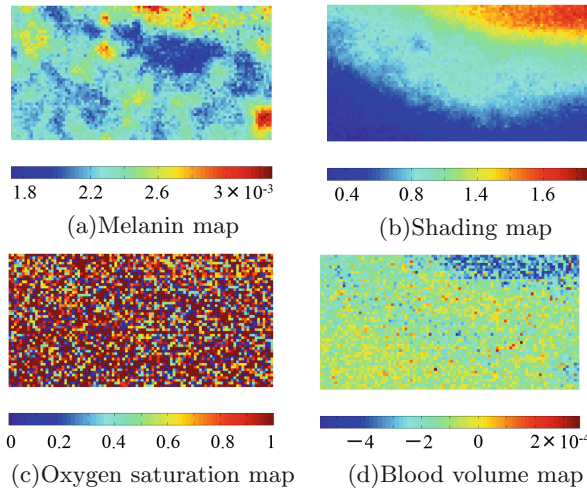 1.8 2.2 2.6 3×10⁻³
0.4 0.8 1.4 1.6
(a)Melanin map
(b)Shading map
0 0.2 0.4 0.6 0.8 1
−4 −2 0 2×10⁻⁴
(c)Oxygen saturation map
(d)Blood volume map